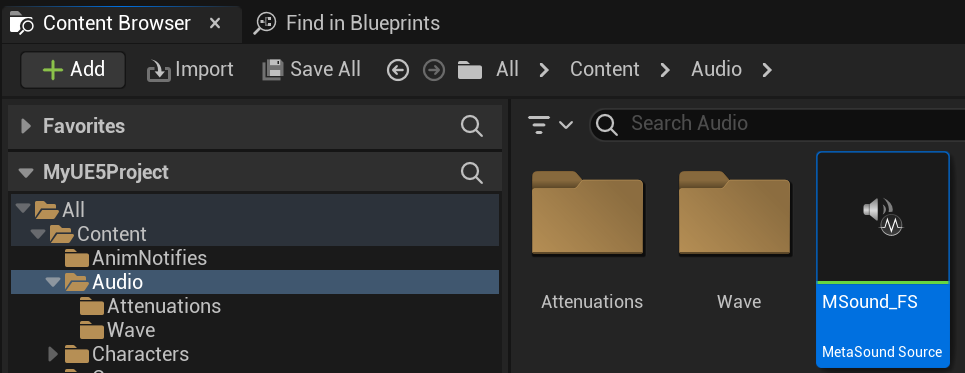 Content Browser
Find in Blueprints
Add
Import
Save All
All
Content
Audio
Favorites
MyUE5Project
All
Content
AnimNotifies
Audio
Attenuations
Wave
Characters
Search Audio
Attenuations
Wave
MSound_FS
MetaSound Source